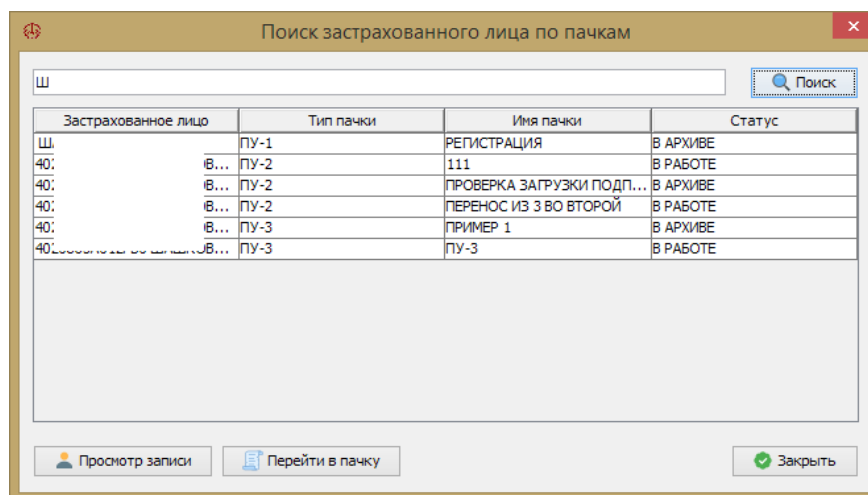 Поиск застрахованного лица по пачкам
Ш
Поиск
Застрахованное лицо Тип пачки Имя пачки Статус
ПУ-1 РЕГИСТРАЦИЯ В АРХИВЕ
ПУ-2 111 В РАБОТЕ
ПУ-2 ПРОВЕРКА ЗАГРУЗКИ ПОДП... В АРХИВЕ
ПУ-2 ПЕРЕНОС ИЗ 3 ВО ВТОРОЙ В РАБОТЕ
ПУ-3 ПРИМЕР 1 В АРХИВЕ
ПУ-3 ПУ-3 В РАБОТЕ
Просмотр записи Перейти в пачку Закрыть